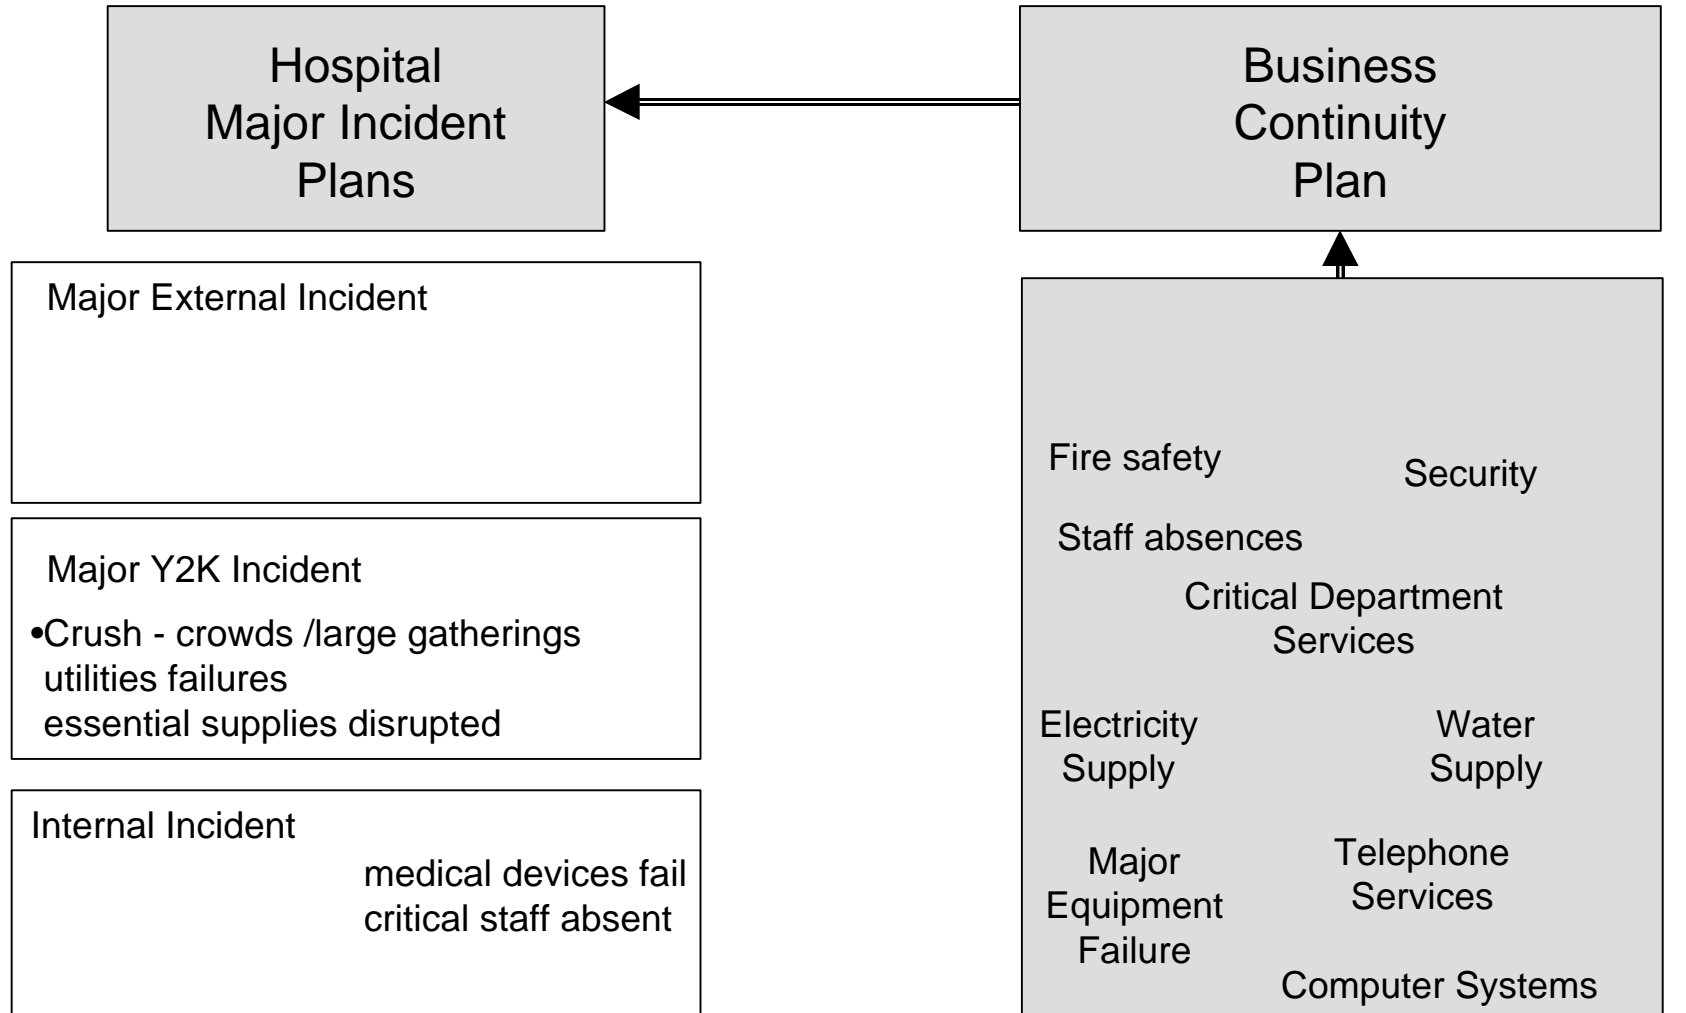 Hospital
Major Incident
Plans
Business
Continuity
Plan
Major External Incident
Major Y2K Incident
•Crush - crowds /large gatherings
utilities failures
essential supplies disrupted
Internal Incident
medical devices fail
critical staff absent
Fire safety
Security
Staff absences
Critical Department
Services
Electricity
Supply
Water
Supply
Major
Equipment
Failure
Telephone
Services
Computer Systems